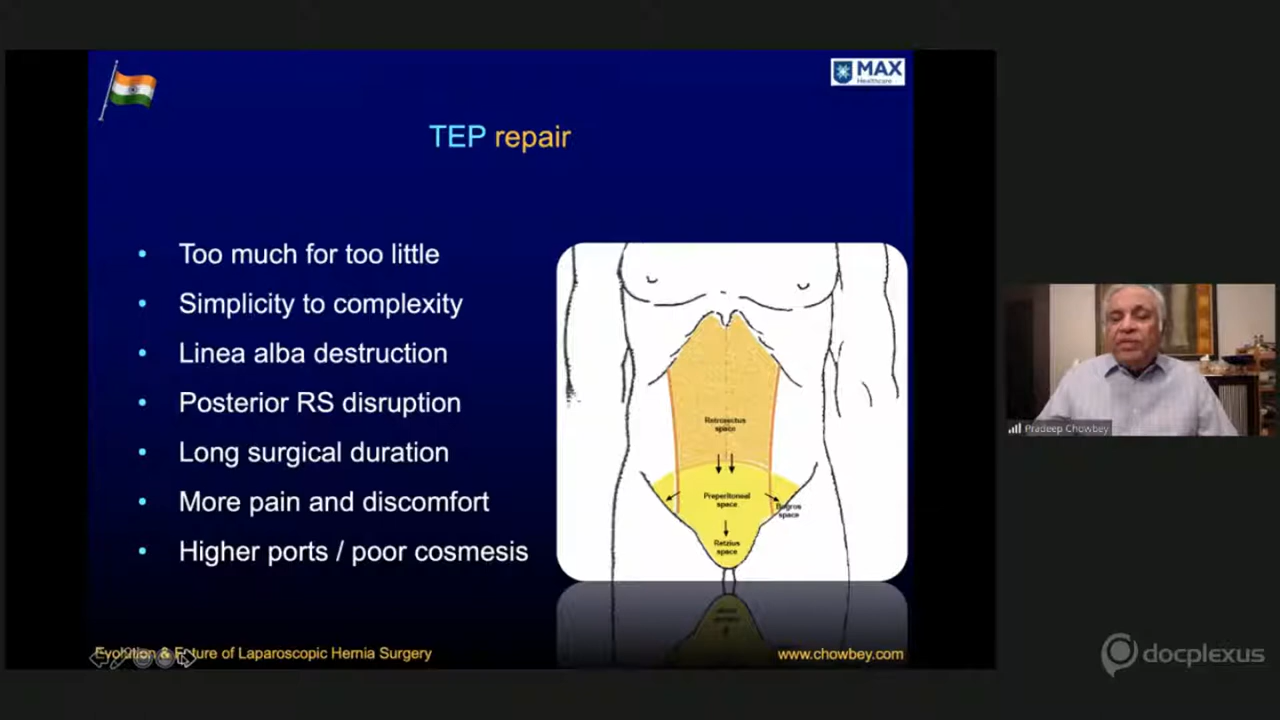 MAX
Healthcare
TEP repair
• Too much for too little
• Simplicity to complexity
• Linea alba destruction
• Posterior RS disruption
• Long surgical duration
• More pain and discomfort
• Higher ports / poor cosmesis
Retrorectus
space
Preperitoneal
space
Bogros
space
Retzius
space
Pradeep Chowbey
Evolution & Future of Laparoscopic Hernia Surgery
www.chowbey.com
docplexus